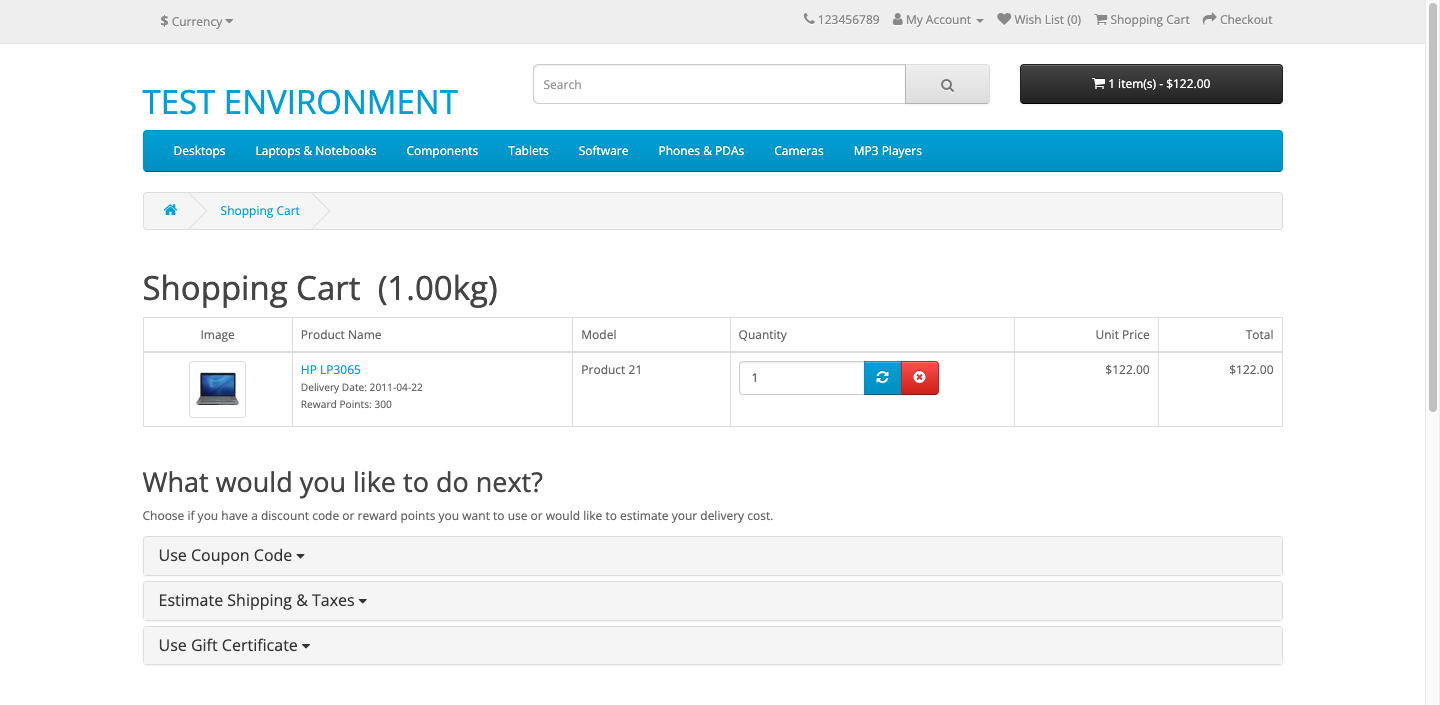 $ Currency
123456789 My Account Wish List (0) Shopping Cart Checkout
Search
1 item(s) - $122.00
TEST ENVIRONMENT
Desktops Laptops & Notebooks Components Tablets Software Phones & PDAs Cameras MP3 Players
Shopping Cart
Shopping Cart (1.00kg)
Image Product Name Model Quantity Unit Price Total
HP LP3065 Product 21 1 $122.00 $122.00
Delivery Date: 2011-04-22
Reward Points: 300
What would you like to do next?
Choose if you have a discount code or reward points you want to use or would like to estimate your delivery cost.
Use Coupon Code
Estimate Shipping & Taxes
Use Gift Certificate